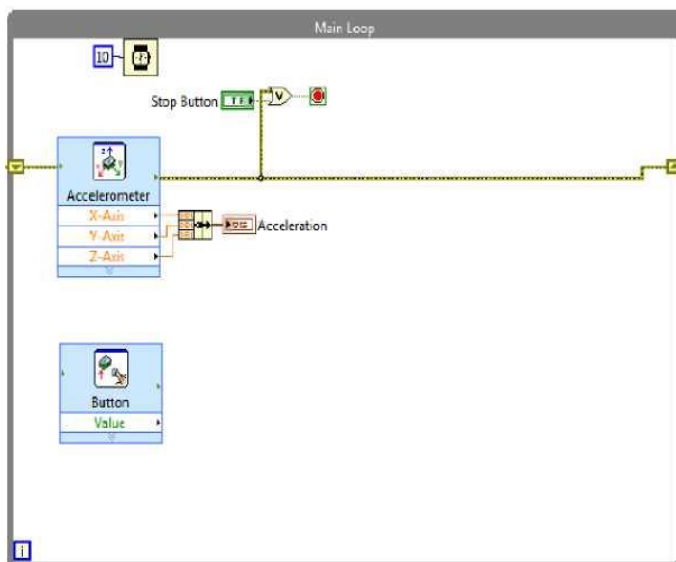 Main Loop
10
Stop Button
TF
Accelerometer
X-Axis
Y-Axis
Z-Axis
Acceleration
Button
Value
i